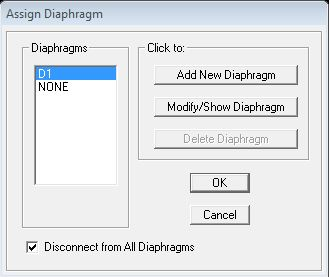 Assign Diaphragm
Diaphragms
D1
NONE
Click to:
Add New Diaphragm
Modify/Show Diaphragm
Delete Diaphragm
OK
Cancel
Disconnect from All Diaphragms